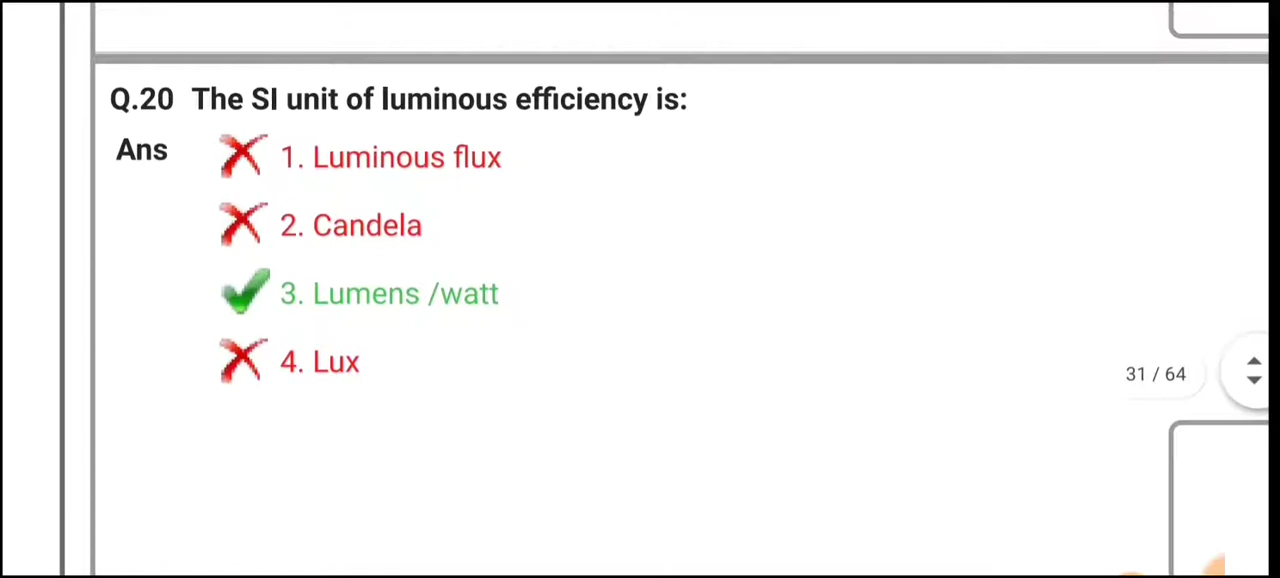 Q.20 The SI unit of luminous efficiency is:
Ans 1. Luminous flux
2. Candela
3. Lumens /watt
4. Lux
31 / 64